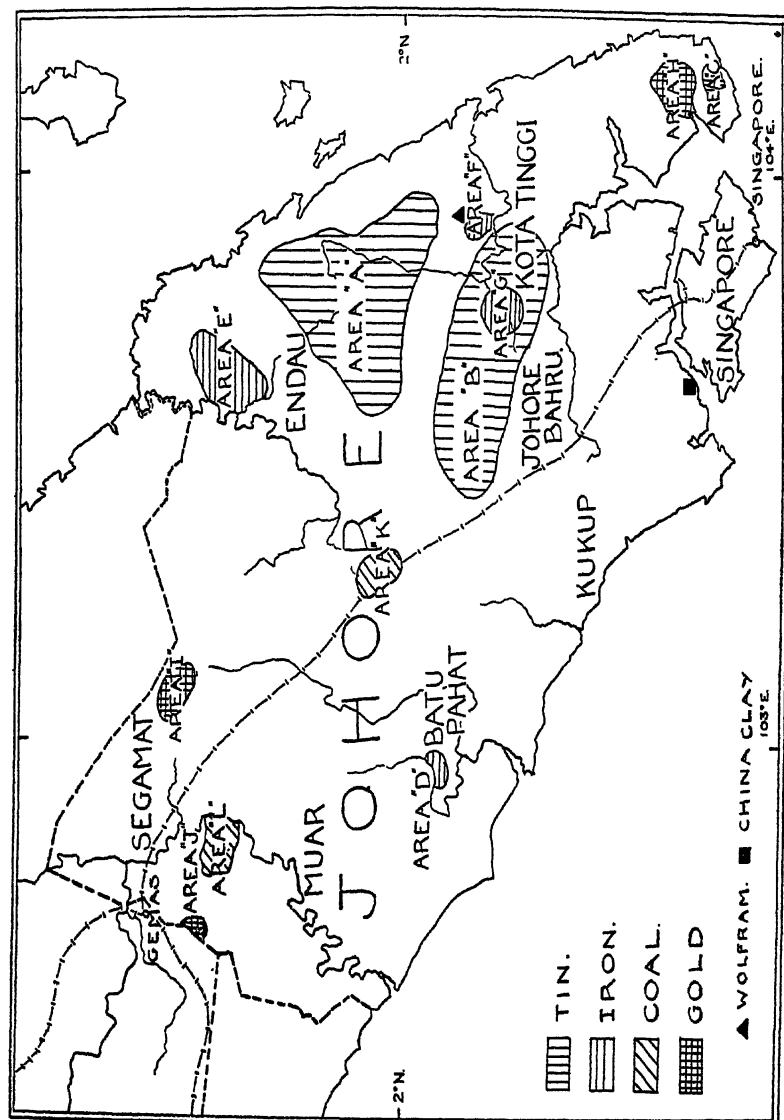 2°N
SINGAPORE.
104°E.
103°E.
2°N.
AREA "H"
AREA "C"
AREA "F"
KOTA TINGGI
AREA "A"
AREA "G"
AREA "B"
AREA "E"
ENDAU
JOHORE
BAHRU.
SINGAPORE
JOHORE
AREA "K"
KUKUP
AREA "I"
SEGAMAT
BATU
PAHAT
AREA "D"
MUAR
GEMAS
AREA "J"
AREA "L"
TIN.
IRON.
COAL.
GOLD
WOLFRAM.
CHINA CLAY